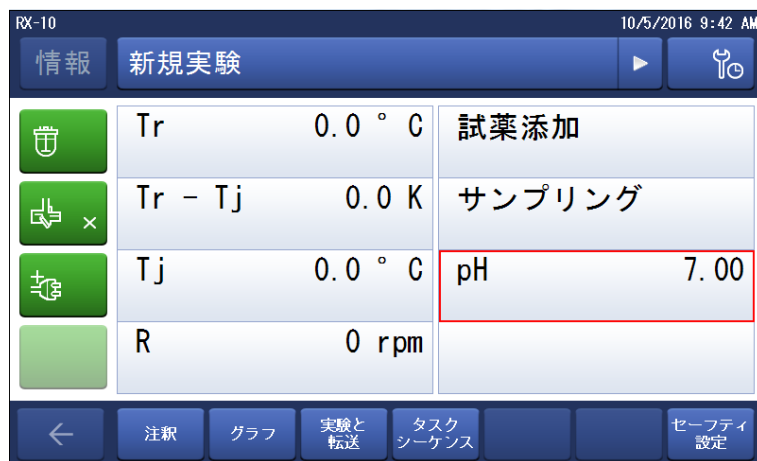 RX-10
10/5/2016 9:42 AM
情報
新規実験
Tr 0.0 ° C
試薬添加
Tr - Tj 0.0 K
サンプリング
Tj 0.0 ° C
pH 7.00
R 0 rpm
注釈
グラフ
実験と
転送
タスク
シーケンス
セーフティ
設定